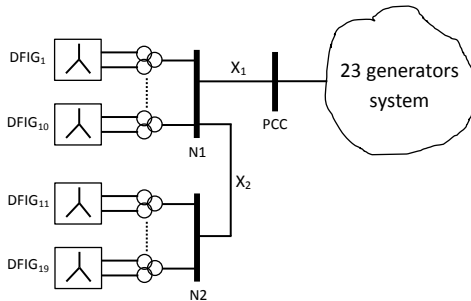 DFIG₁
DFIG₁₀
N1
X₁
PCC
23 generators
system
X₂
DFIG₁₁
DFIG₁₉
N2